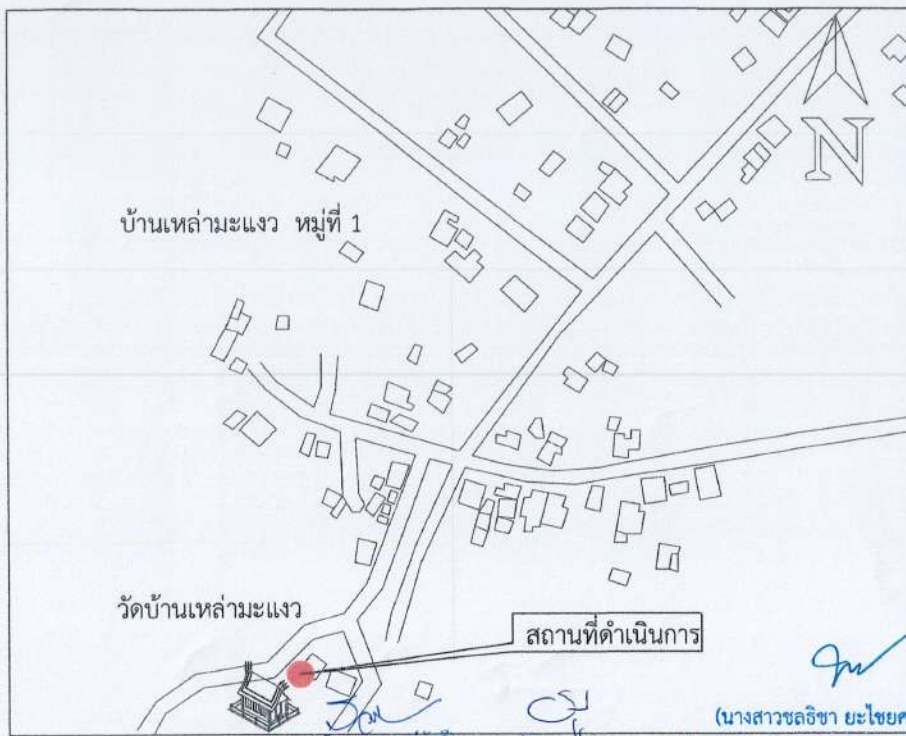 N
บ้านเหล่ามะแงว หมู่ที่ 1
วัดบ้านเหล่ามะแงว
สถานที่ดำเนินการ
(นางสาวชลธิชา ยะไชยศ